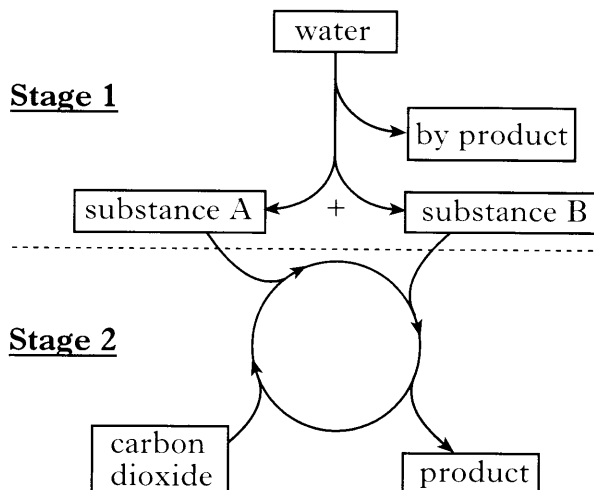 water
Stage 1
by product
substance A
+
substance B
Stage 2
carbon
dioxide
product